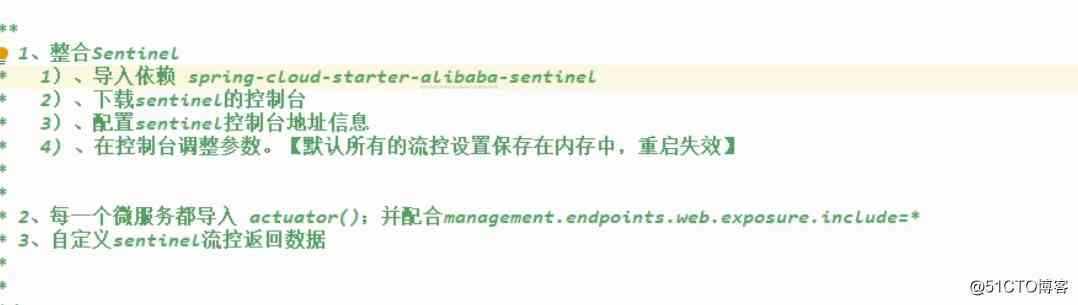 **
1、整合Sentinel
* 1）、导入依赖 spring-cloud-starter-alibaba-sentinel
* 2）、下载sentinel的控制台
* 3）、配置sentinel控制台地址信息
* 4）、在控制台调整参数。【默认所有的流控设置保存在内存中，重启失效】
*
*
* 2、每一个微服务都导入 actuator()；并配合management.endpoints.web.exposure.include=*
* 3、自定义sentinel流控返回数据
*
*
@51CTO博客